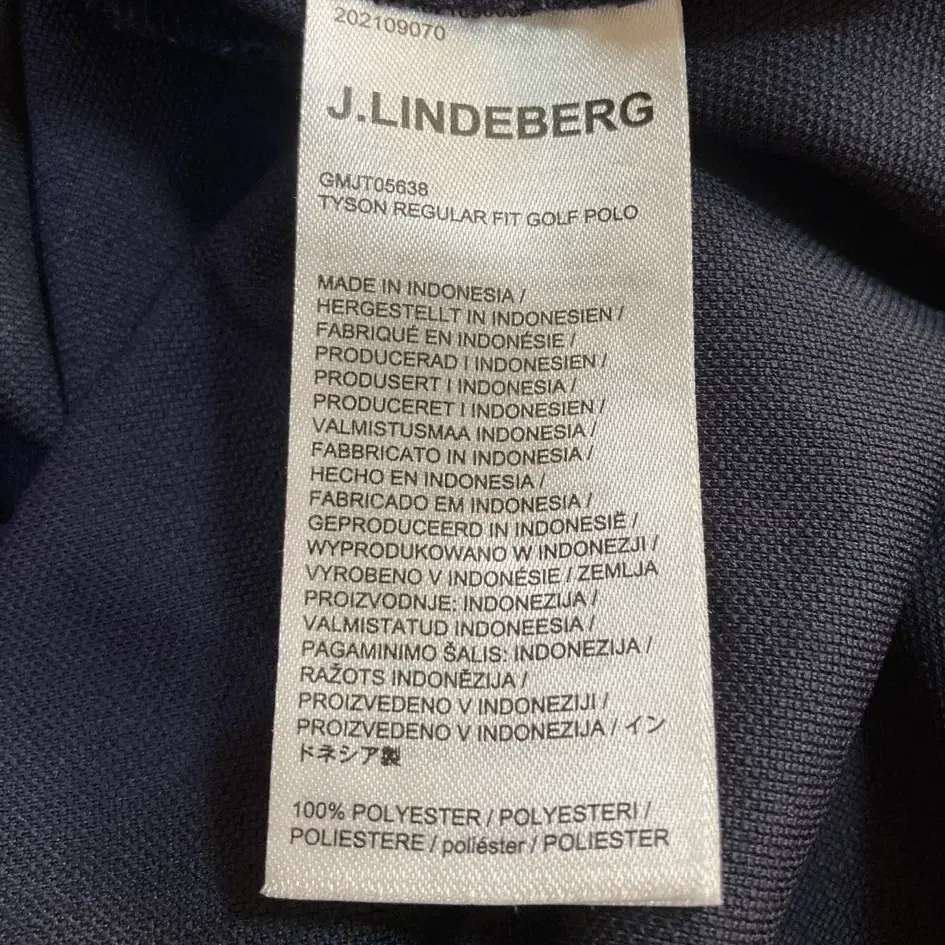 202109070
J.LINDEBERG
GMJT05638
TYSON REGULAR FIT GOLF POLO
MADE IN INDONESIA /
HERGESTELLT IN INDONESIEN /
FABRIQUÉ EN INDONÉSIE /
PRODUCERAD I INDONESIEN /
PRODUSERT I INDONESIA /
PRODUCERET I INDONESIEN /
VALMISTUSMAA INDONESIA /
FABBRICATO IN INDONESIA /
HECHO EN INDONESIA /
FABRICADO EM INDONESIA /
GEPRODUCEERD IN INDONESIË /
WYPRODUKOWANO W INDONEZJI /
VYROBENO V INDONÉSIE / ZEMLJA
PROIZVODNJE: INDONEZIJA /
VALMISTATUD INDONEESIA /
PAGAMINIMO ŠALIS: INDONEZIJA /
RAŽOTS INDONĒZIJA /
PROIZVEDENO V INDONEZIJI /
PROIZVEDENO V INDONEZIJA / イン
ドネシア製
100% POLYESTER / POLYESTERI /
POLIESTERE / poliéster / POLIESTER